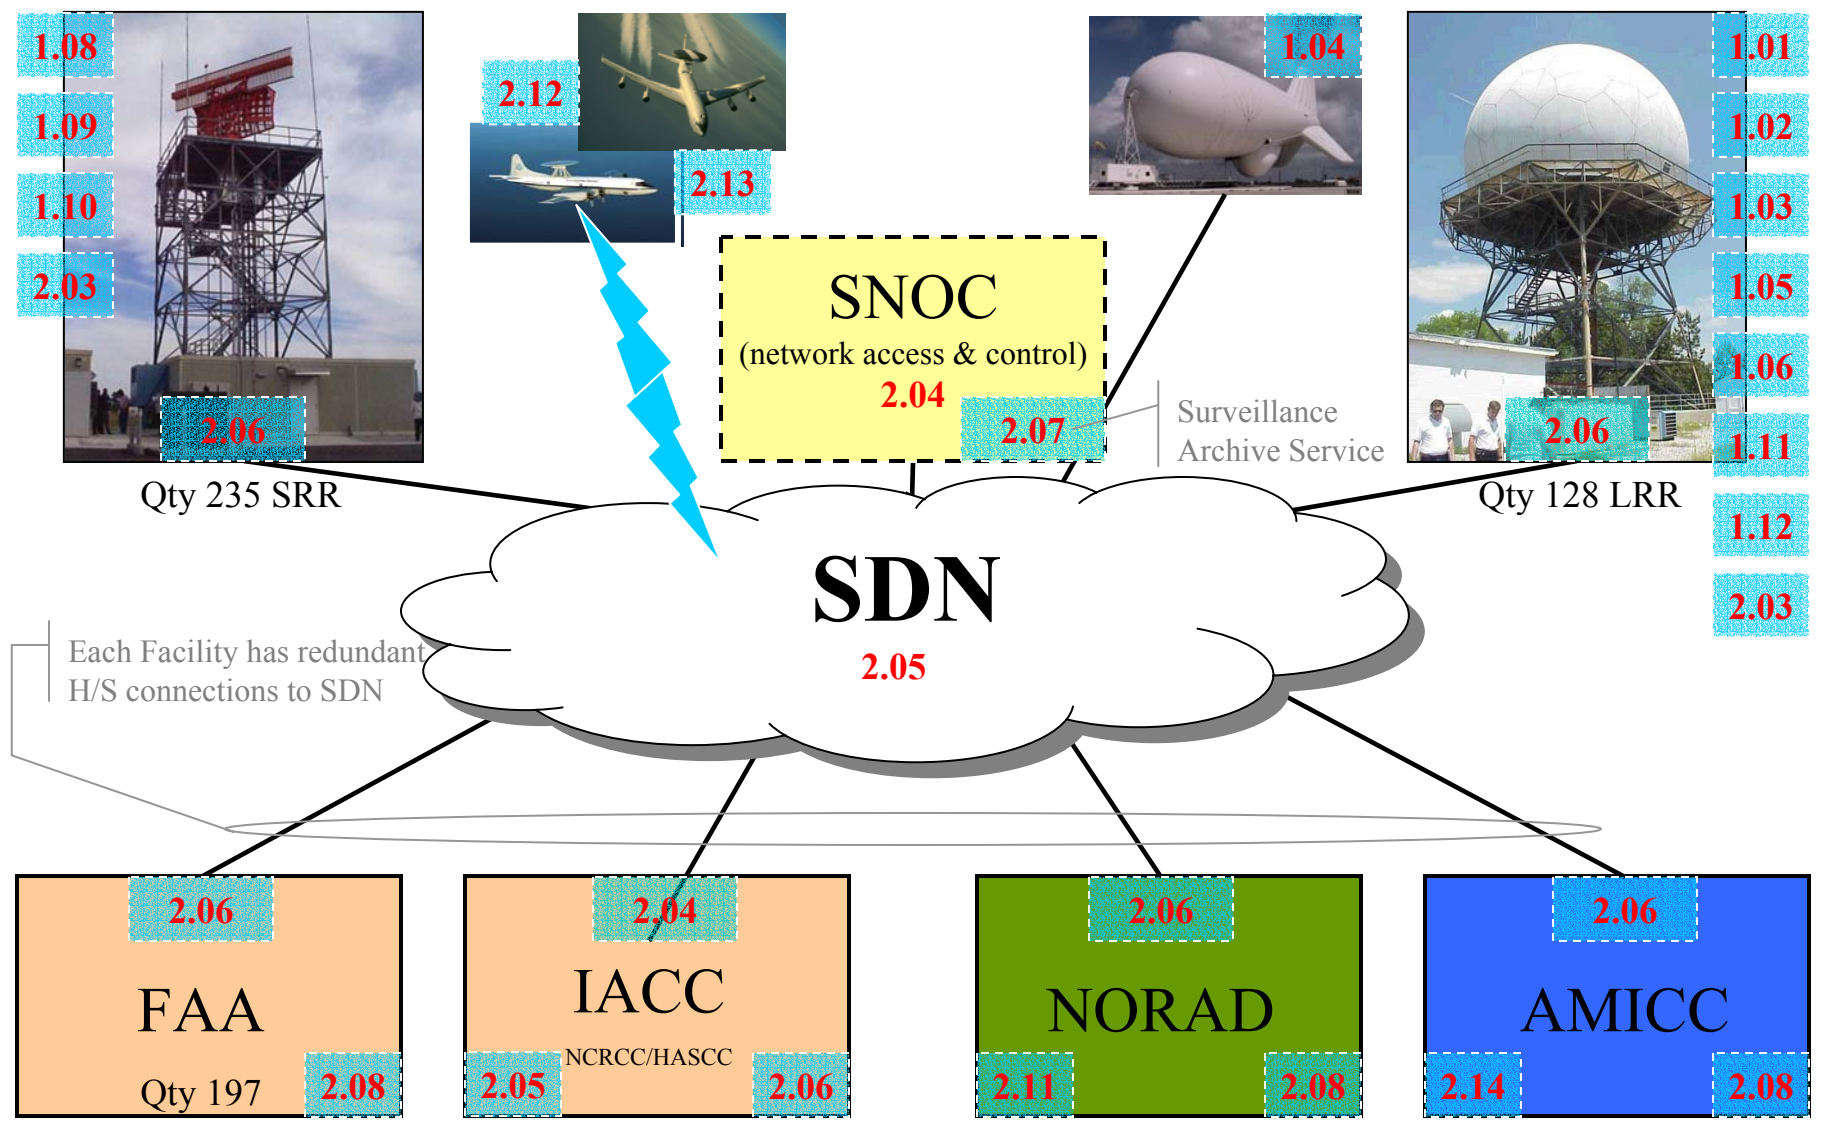 1.08
1.09
1.10
2.03
2.06
Qty 235 SRR
2.12
2.13
SNOC
(network access & control)
2.04
2.07
Surveillance
Archive Service
1.04
1.01
1.02
1.03
1.05
1.06
1.11
1.12
2.03
2.06
Qty 128 LRR
SDN
2.05
Each Facility has redundant
H/S connections to SDN
2.06
FAA
Qty 197
2.08
2.04
IACC
NCRCC/HASCC
2.05
2.06
2.06
NORAD
2.11
2.08
2.06
AMICC
2.14
2.08